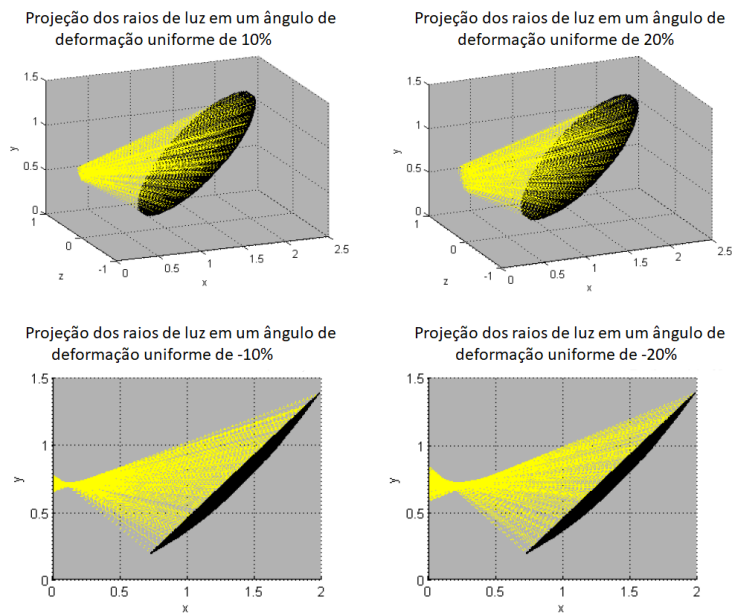 Projeção dos raios de luz em um ângulo de
deformação uniforme de 10%
1.5
1
0.5
0
y
1
0
-1
z
0
0.5
1
1.5
2
2.5
x
Projeção dos raios de luz em um ângulo de
deformação uniforme de 20%
1.5
1
0.5
0
y
1
0
-1
z
0
0.5
1
1.5
2
2.5
x
Projeção dos raios de luz em um ângulo de
deformação uniforme de -10%
1.5
1
0.5
0
y
0
0.5
1
1.5
2
x
Projeção dos raios de luz em um ângulo de
deformação uniforme de -20%
1.5
1
0.5
0
y
0
0.5
1
1.5
2
x